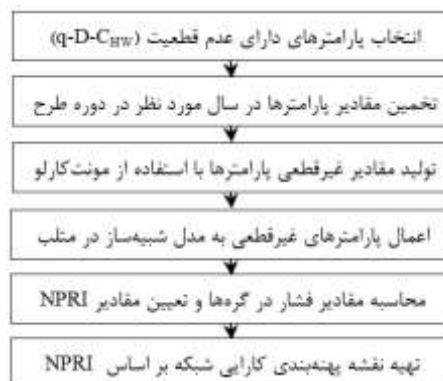 انتخاب پارامترهای دارای عدم قطعیت (q-D-CHW)
تخمین مقادیر پارامترها در سال مورد نظر در دوره طرح
تولید مقادیر غیرقطعی پارامترها با استفاده از مونت‌کارلو
اعمال پارامترهای غیرقطعی به مدل شبیه‌ساز در متلب
محاسبه مقادیر فشار در گره‌ها و تعیین مقادیر NPRI
تهیه نقشه پهنه‌بندی کارایی شبکه بر اساس NPRI